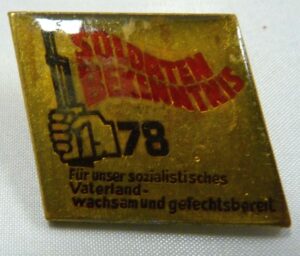 SOLDATEN
BEKENNTNIS
78
Für unser sozialistisches
Vaterland-
wachsam und gefechtsbereit